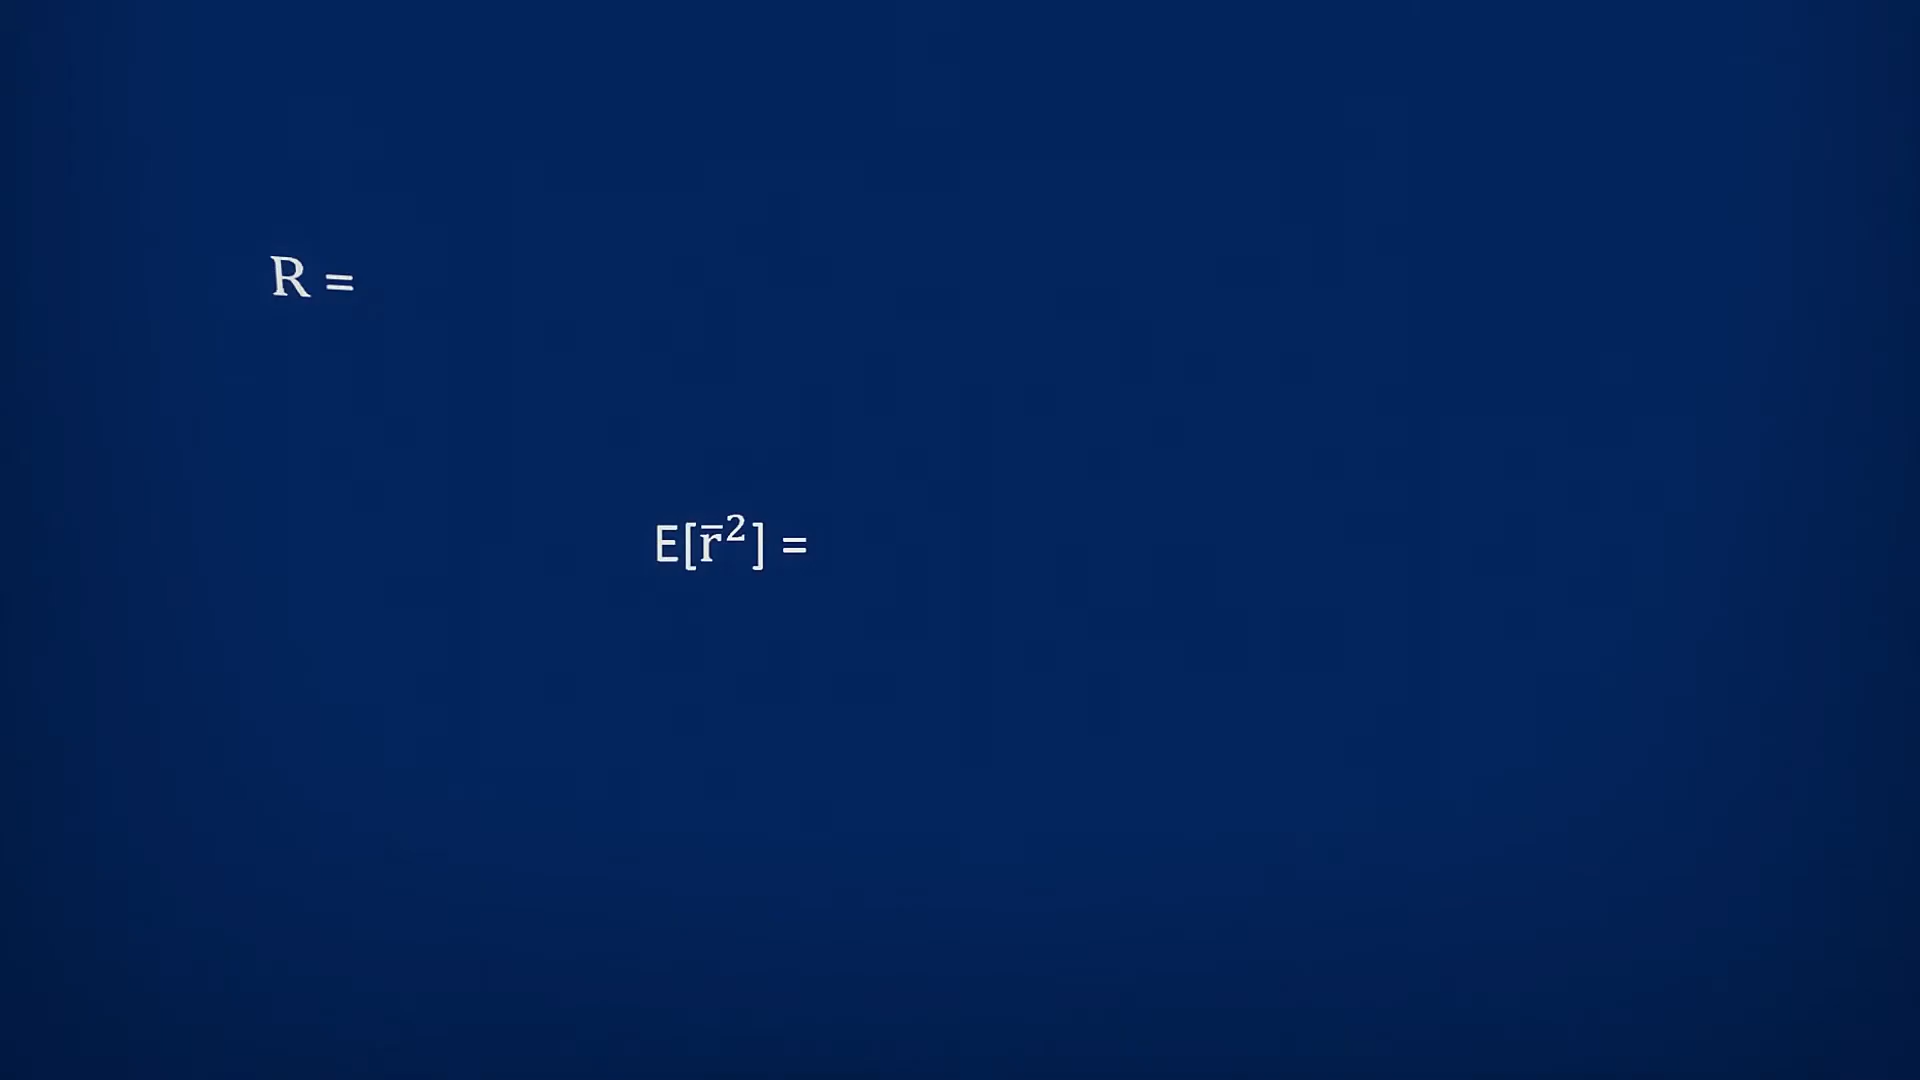 R =
E[r̄²] =